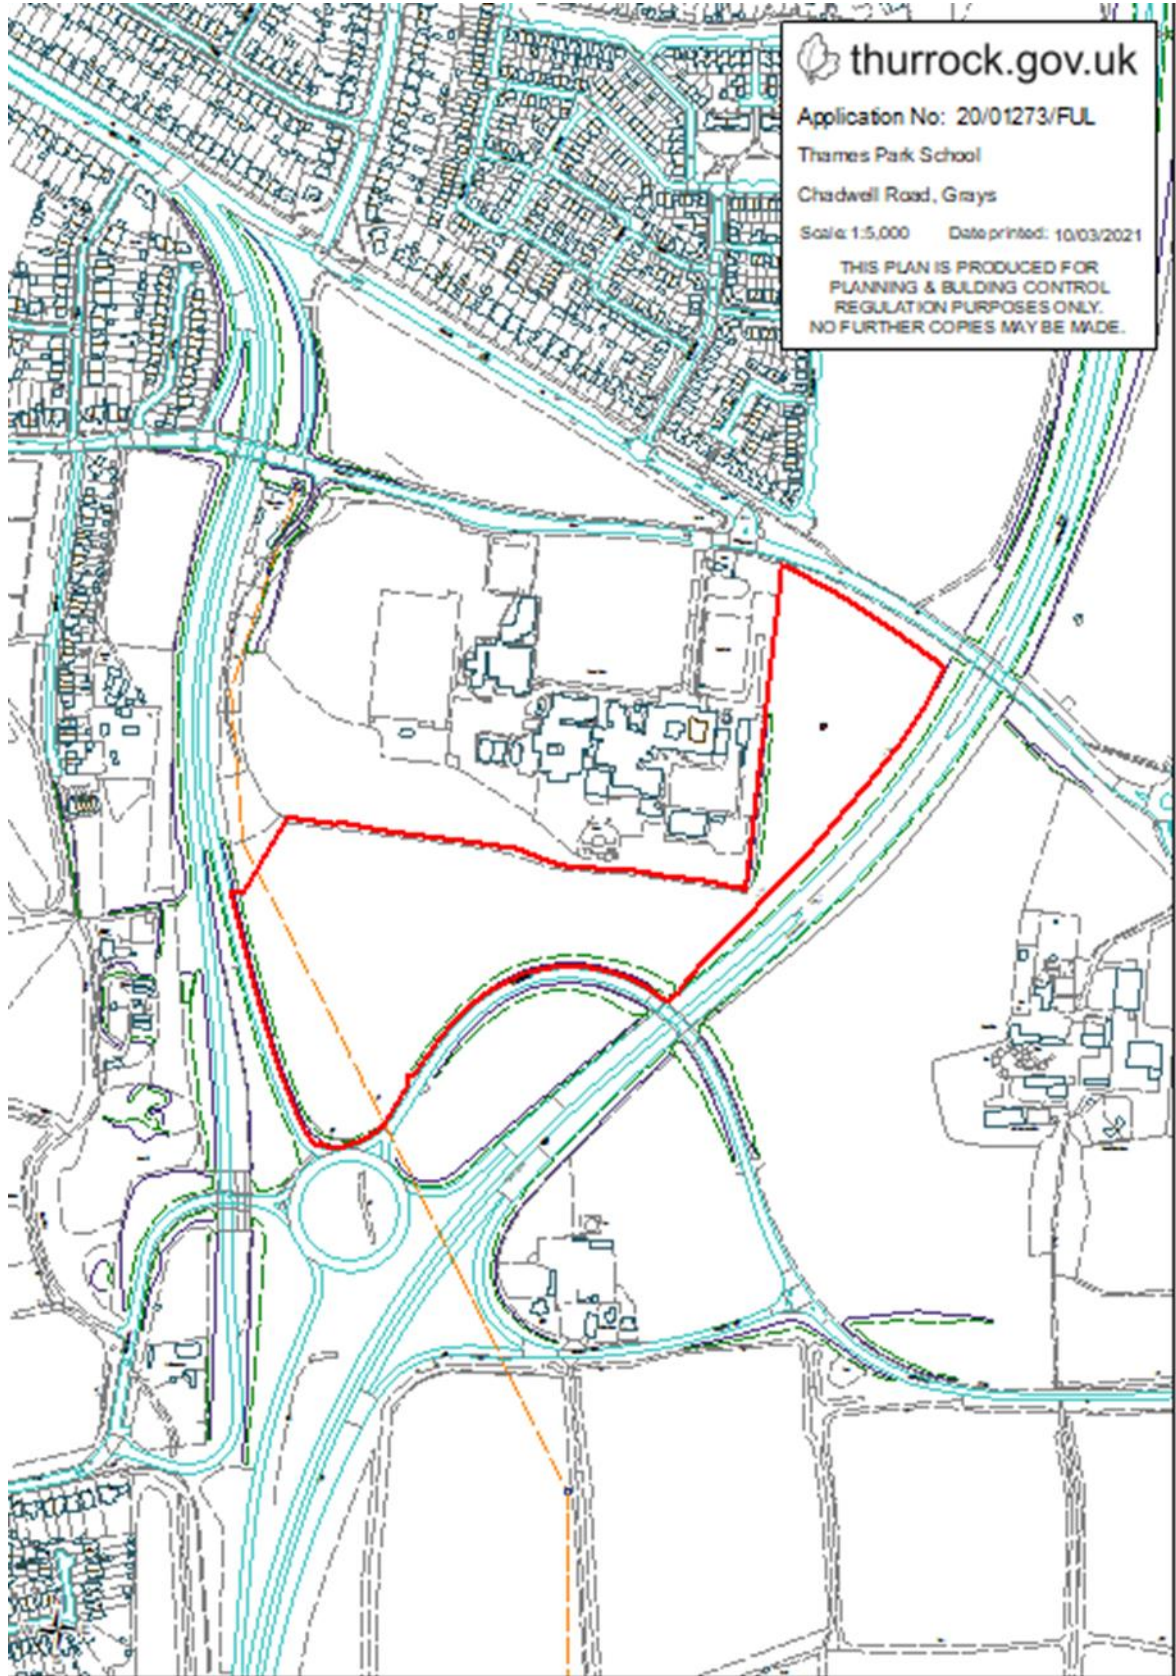 thurrock.gov.uk
Application No: 20/01273/FUL
Thames Park School
Chadwell Road, Grays
Scale: 1:5,000 Date printed: 10/03/2021
THIS PLAN IS PRODUCED FOR
PLANNING & BULDING CONTROL
REGULATION PURPOSES ONLY.
NO FURTHER COPIES MAY BE MADE.